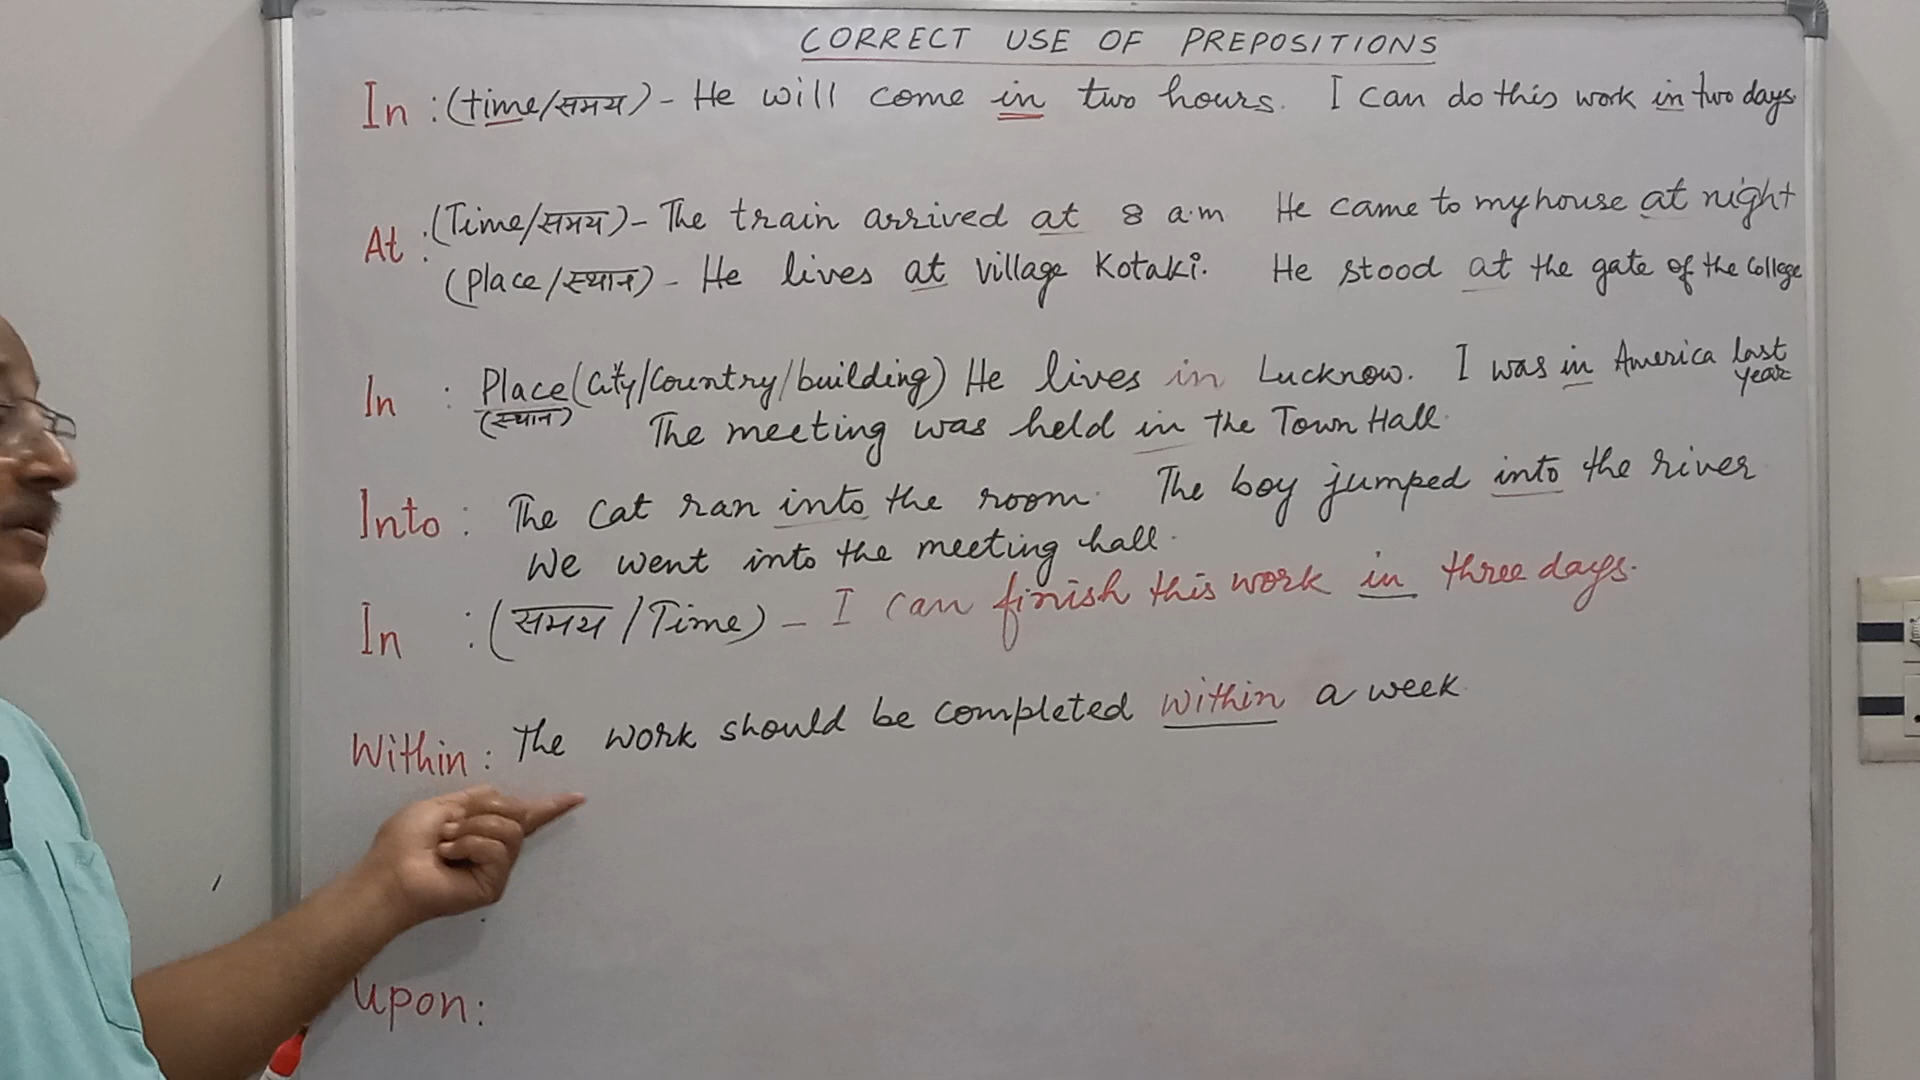 CORRECT USE OF PREPOSITIONS
In : (time/समय) - He will come in two hours. I can do this work in two days.
At : (Time/समय) - The train arrived at 8 a.m He came to my house at night
(Place/स्थान) - He lives at village Kotaki. He stood at the gate of the College
In : Place (City/Country/building) He lives in Lucknow. I was in America last year
(स्थान) The meeting was held in the Town Hall.
Into : The cat ran into the room. The boy jumped into the river
We went into the meeting hall.
In : (समय/Time) - I can finish this work in three days.
Within : The work should be completed within a week.
Upon: